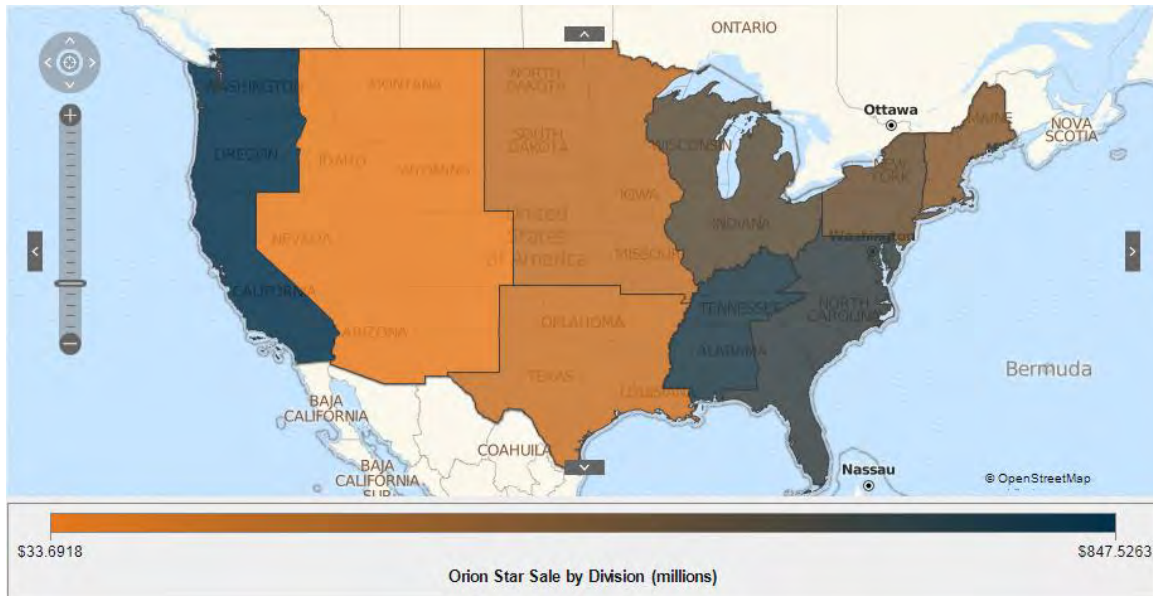 ONTARIO
WASHINGTON
MONTANA
NORTH
DAKOTA
Ottawa
MAINE
NOVA
SCOTIA
OREGON
IDAHO
SOUTH
DAKOTA
WISCONSIN
WYOMING
NEW
YORK
IOWA
United
States
of America
NEVADA
INDIANA
Washington
MISSOURI
CALIFORNIA
TENNESSEE
NORTH
CAROLINA
ARIZONA
OKLAHOMA
ALABAMA
TEXAS
LOUISIANA
Bermuda
BAJA
CALIFORNIA
COAHUILA
BAJA
CALIFORNIA
SUR
Nassau
© OpenStreetMap
$33.6918
$847.5263
Orion Star Sale by Division (millions)